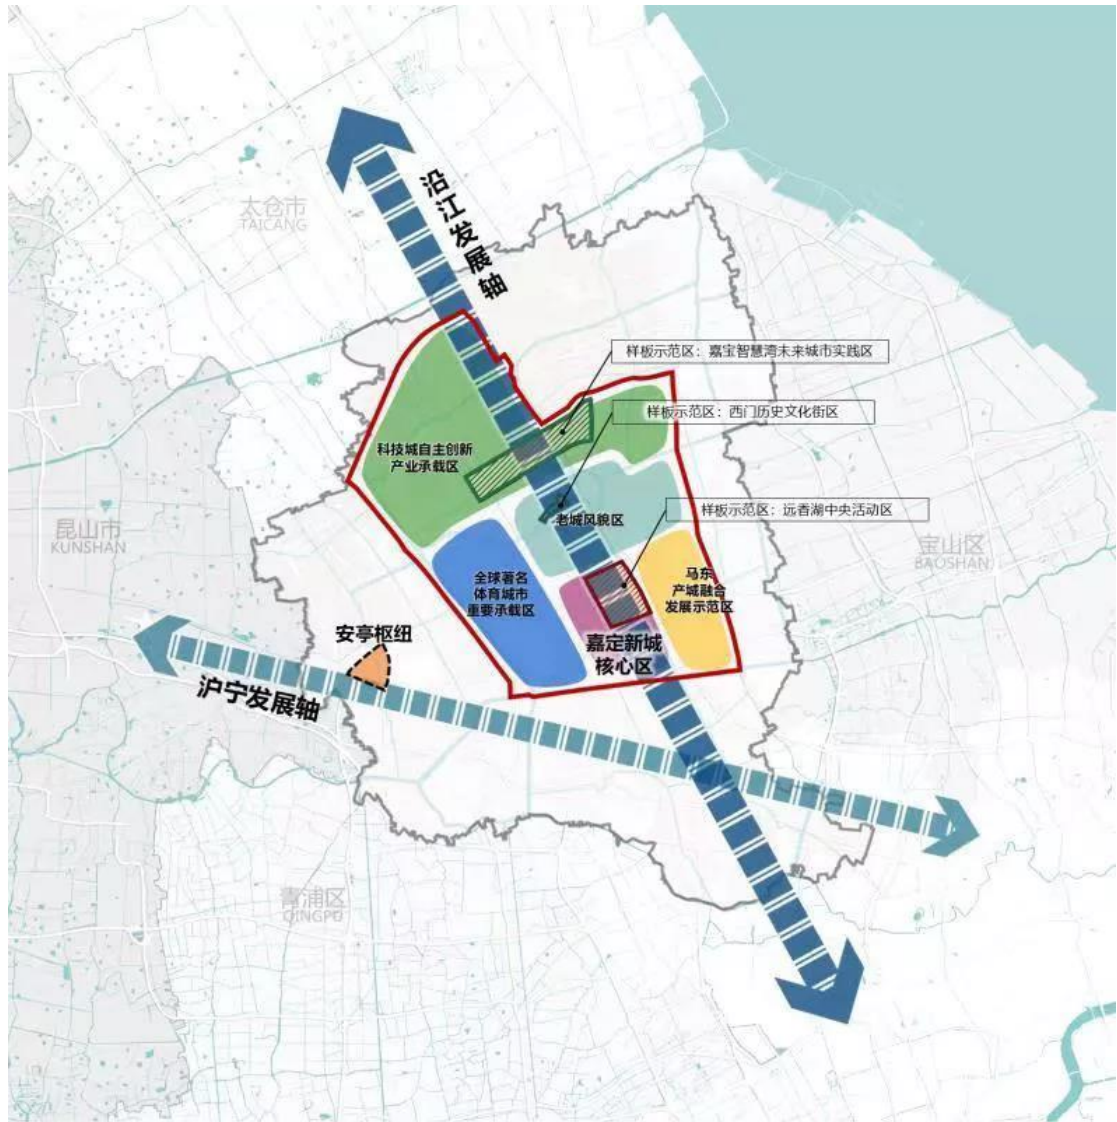 太仓市
TAICANG
沿江发展轴
样板示范区：嘉宝智慧湾未来城市实践区
样板示范区：西门历史文化街区
科技城自主创新
产业承载区
样板示范区：远香湖中央活动区
老城风貌区
昆山市
KUNSHAN
宝山区
BAOSHAN
全球著名
体育城市
重要承载区
马东
产城融合
发展示范区
安亭枢纽
嘉定新城
核心区
沪宁发展轴
青浦区
QINGPU